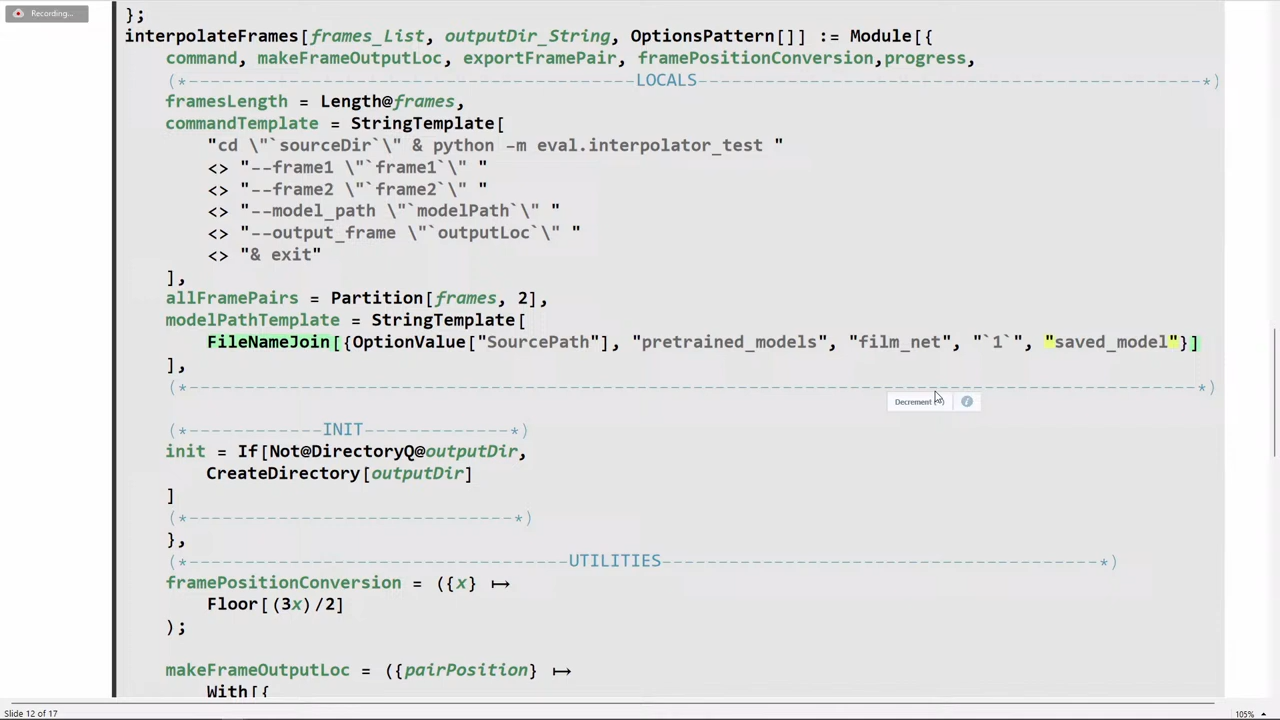 Recording...
};
interpolateFrames[frames_List, outputDir_String, OptionsPattern[]] := Module[{
command, makeFrameOutputLoc, exportFramePair, framePositionConversion,progress,
(*--------------------------------------------LOCALS-------------------------------------------------*)
framesLength = Length@frames,
commandTemplate = StringTemplate[
"cd \"`sourceDir`\" & python -m eval.interpolator_test "
<> "--frame1 \"`frame1`\" "
<> "--frame2 \"`frame2`\" "
<> "--model_path \"`modelPath`\" "
<> "--output_frame \"`outputLoc`\" "
<> "& exit"
],
allFramePairs = Partition[frames, 2],
modelPathTemplate = StringTemplate[
FileNameJoin[{OptionValue["SourcePath"], "pretrained_models", "film_net", "`1`", "saved_model"}]
],
(*---------------------------------------------------------------------------------------------------*)
Decrement
(*-------------INIT-------------*)
init = If[Not@DirectoryQ@outputDir,
CreateDirectory[outputDir]
]
(*--------------------------------*)
},
(*-------------------------------------UTILITIES-------------------------------------------*)
framePositionConversion = ({x} ↦
Floor[(3x)/2]
);
makeFrameOutputLoc = ({pairPosition} ↦
With[{
Slide 12 of 17
105%